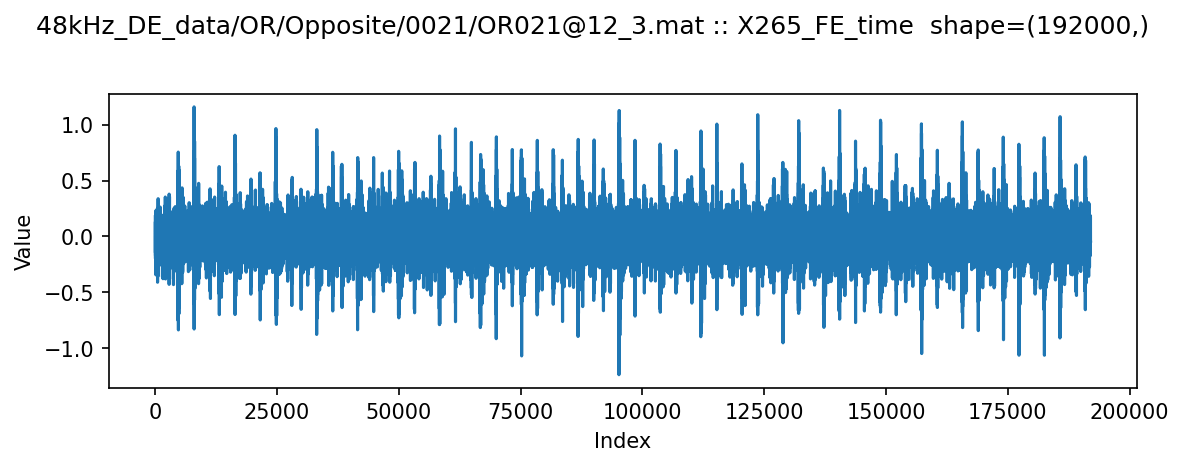 48kHz_DE_data/OR/Opposite/0021/OR021@12_3.mat :: X265_FE_time  shape=(192000,)
1.0
0.5
0.0
−0.5
−1.0
Value
0 25000 50000 75000 100000 125000 150000 175000 200000
Index